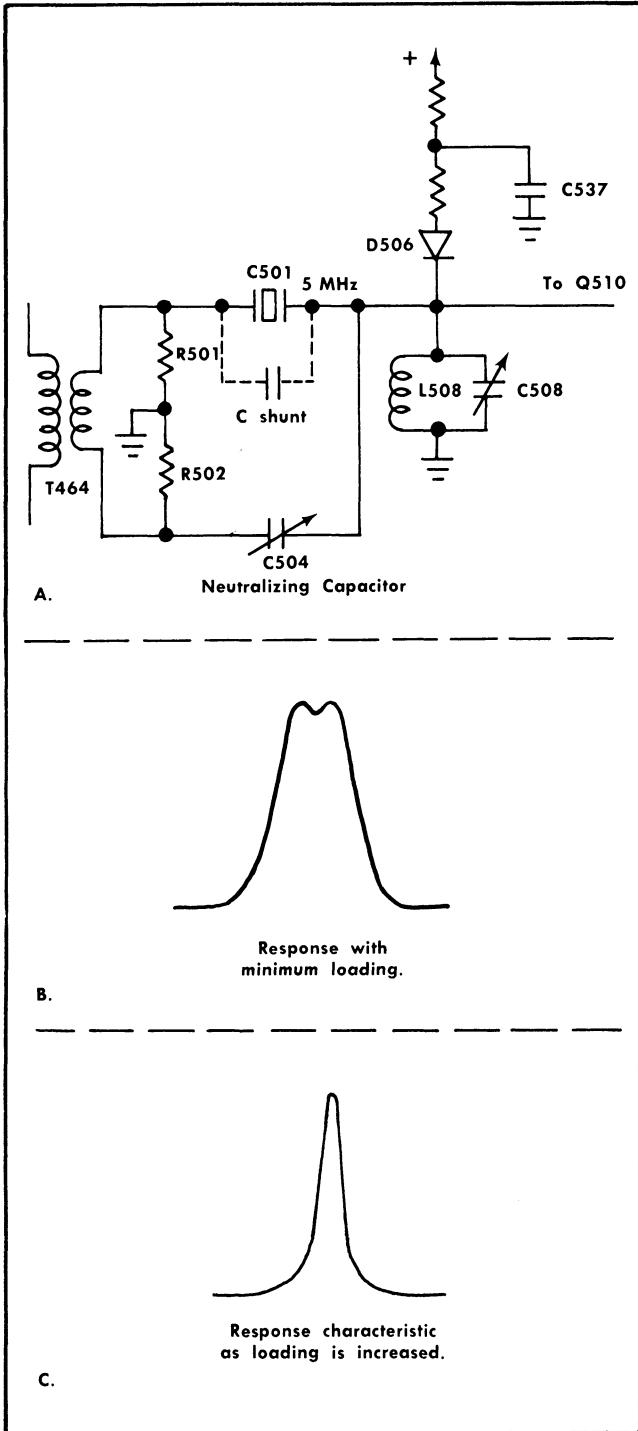 +
C537
D506
C501
5 MHz
To Q510
R501
C shunt
L508
C508
R502
T464
C504
Neutralizing Capacitor
A.
Response with
minimum loading.
B.
Response characteristic
as loading is increased.
C.